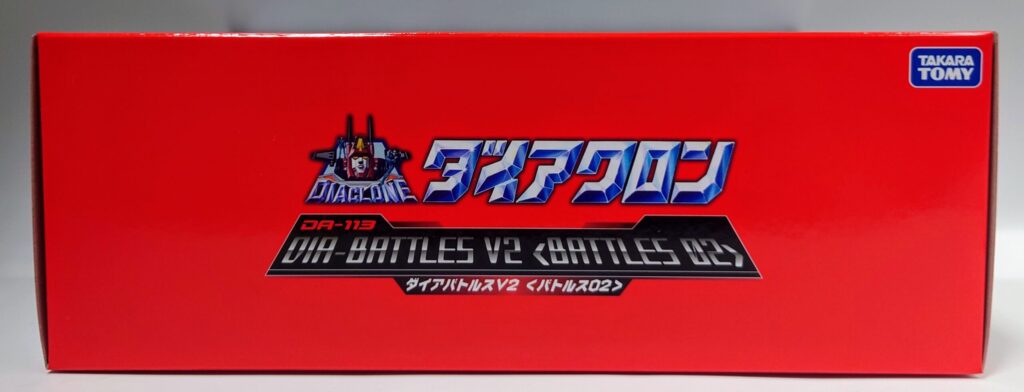 TAKARA
TOMY
DIACLONE
ダイアクロン
DA-113
DIA-BATTLES V2 <BATTLES 02>
ダイアバトルスV2 <バトルス02>